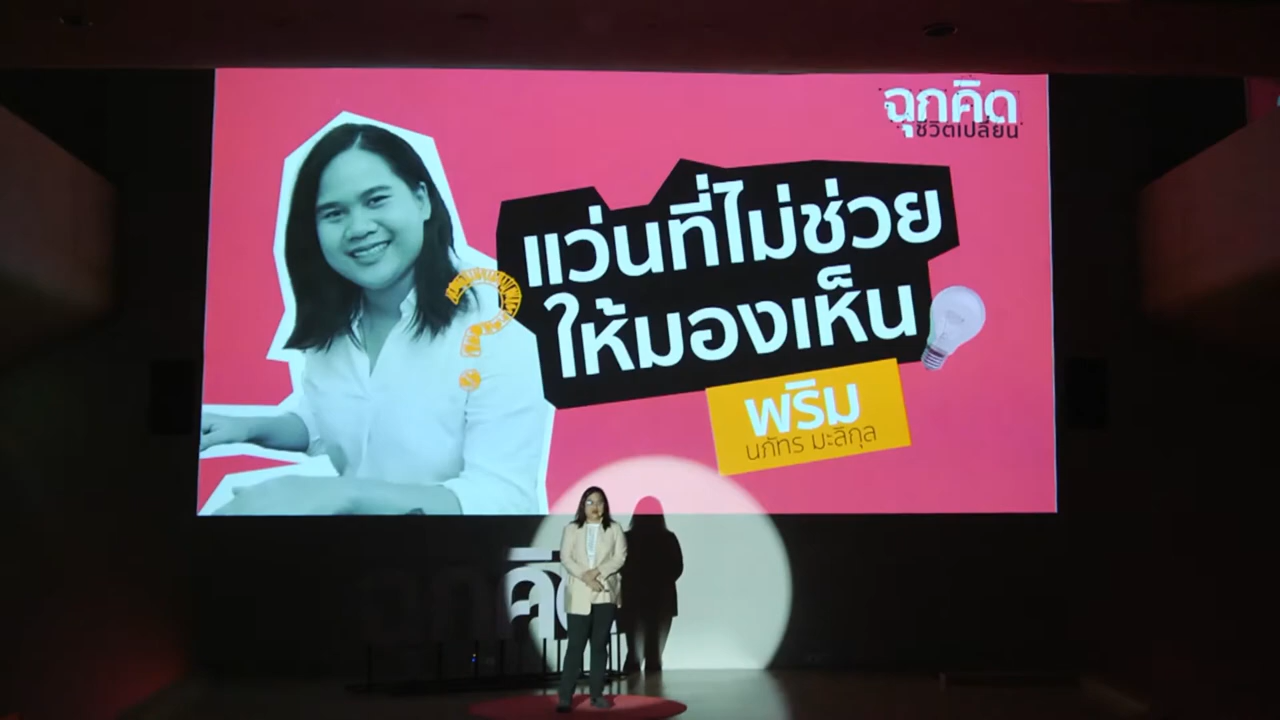 ฉุกคิด
ชีวิตเปลี่ยน
แว่นที่ไม่ช่วย
ให้มองเห็น
พริม
นภัทร มะลิกุล